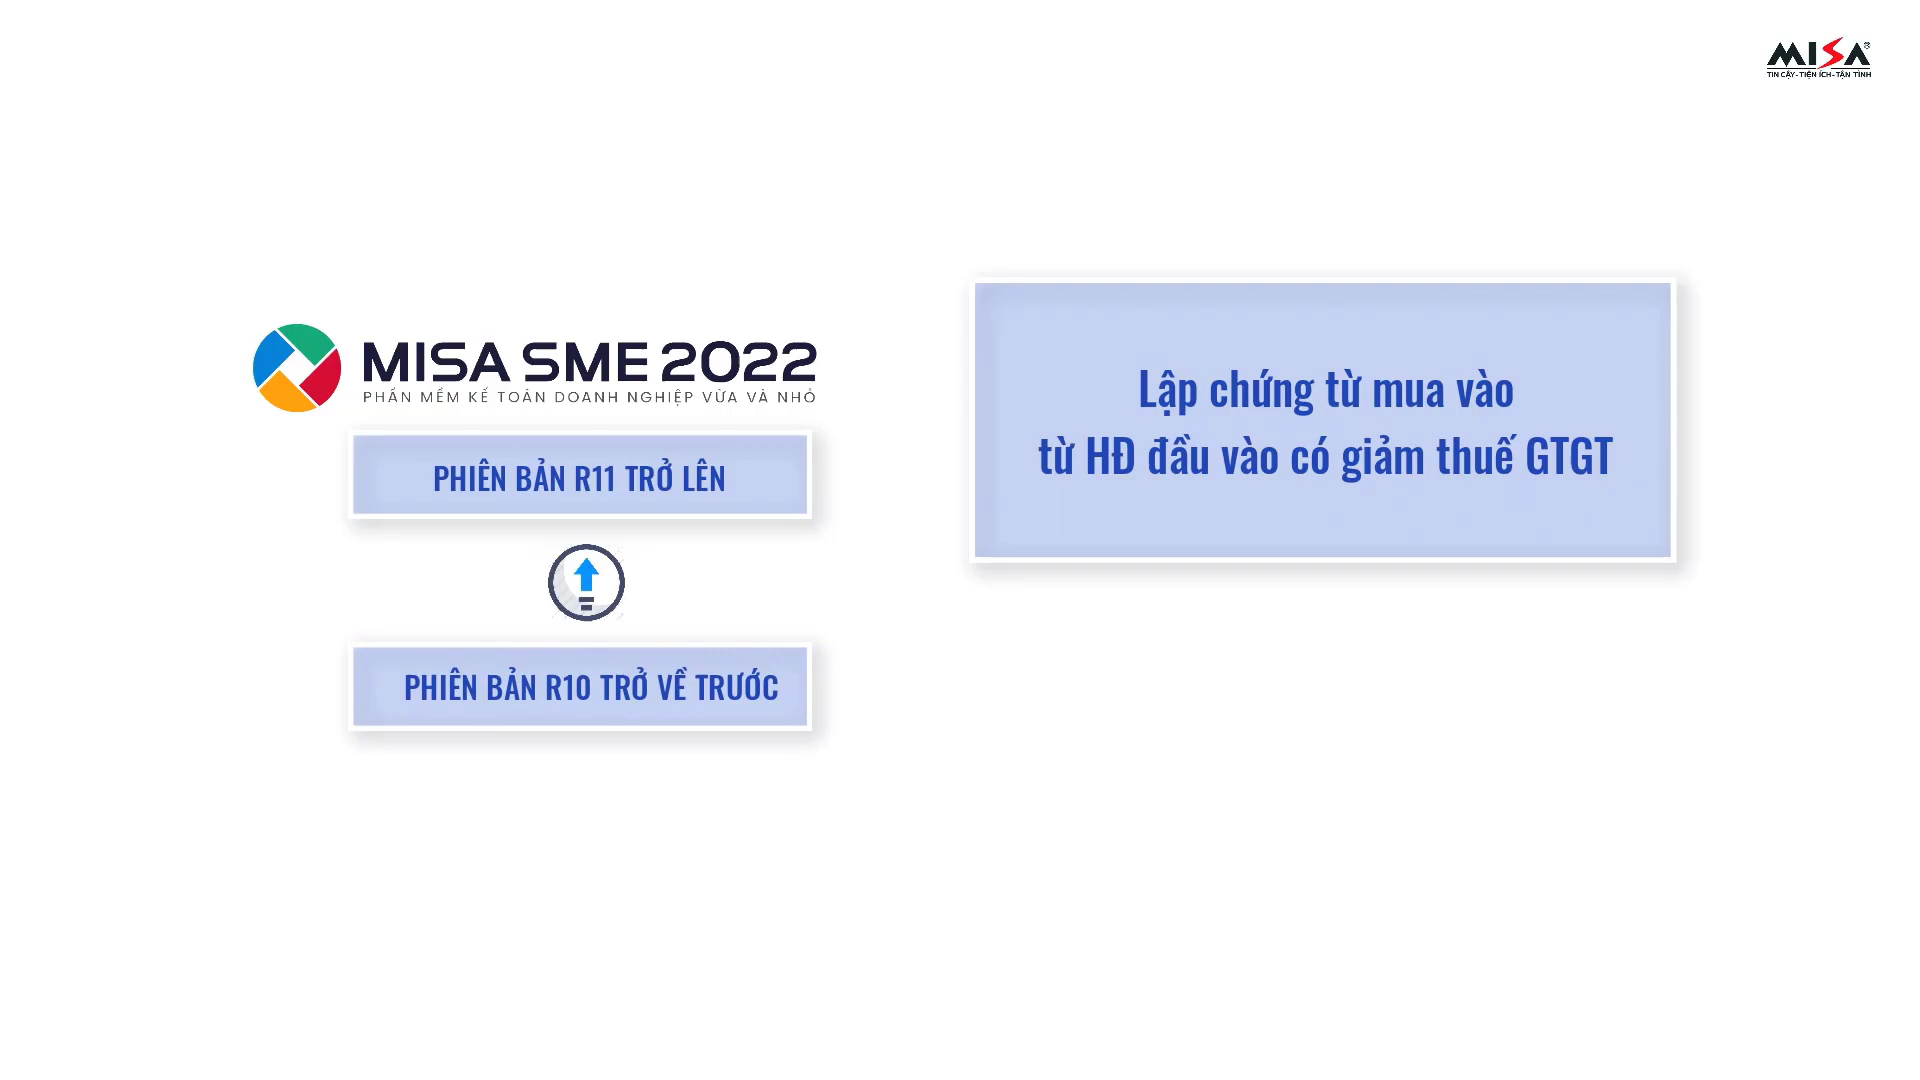 MISA®
TIN CẬY-TIỆN ÍCH-TẬN TÌNH
MISA SME 2022
PHẦN MỀM KẾ TOÁN DOANH NGHIỆP VỪA VÀ NHỎ
PHIÊN BẢN R11 TRỞ LÊN
PHIÊN BẢN R10 TRỞ VỀ TRƯỚC
Lập chứng từ mua vào
từ HĐ đầu vào có giảm thuế GTGT